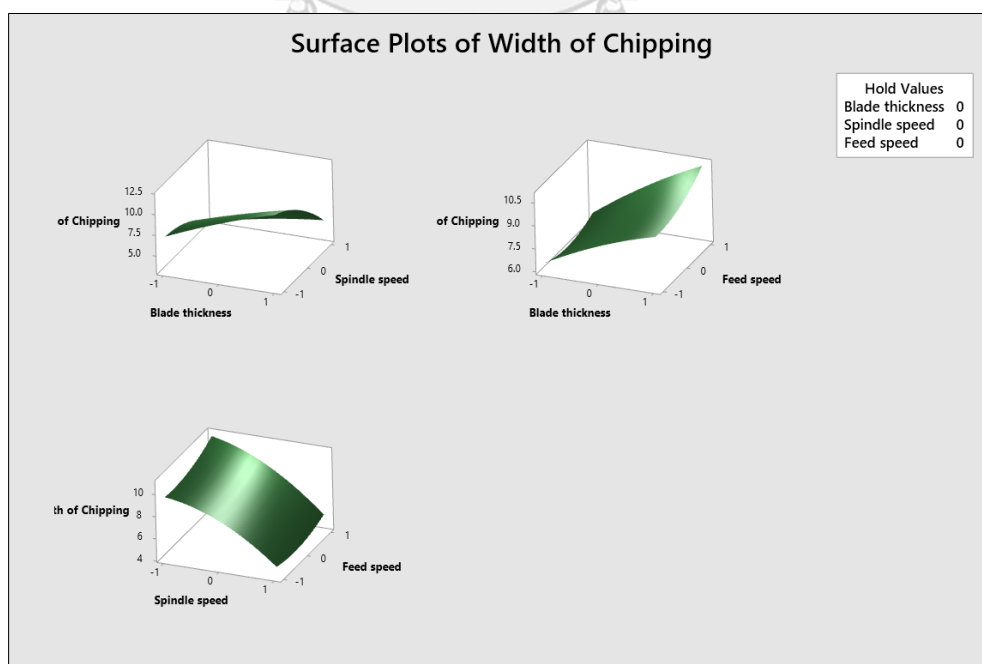 Surface Plots of Width of Chipping
Hold Values
Blade thickness 0
Spindle speed 0
Feed speed 0
12.5
10.0
7.5
5.0
of Chipping
-1
0
1
Blade thickness
-1
0
1
Spindle speed
10.5
9.0
7.5
6.0
of Chipping
-1
0
1
Blade thickness
-1
0
1
Feed speed
10
8
6
4
th of Chipping
-1
0
1
Spindle speed
-1
0
1
Feed speed